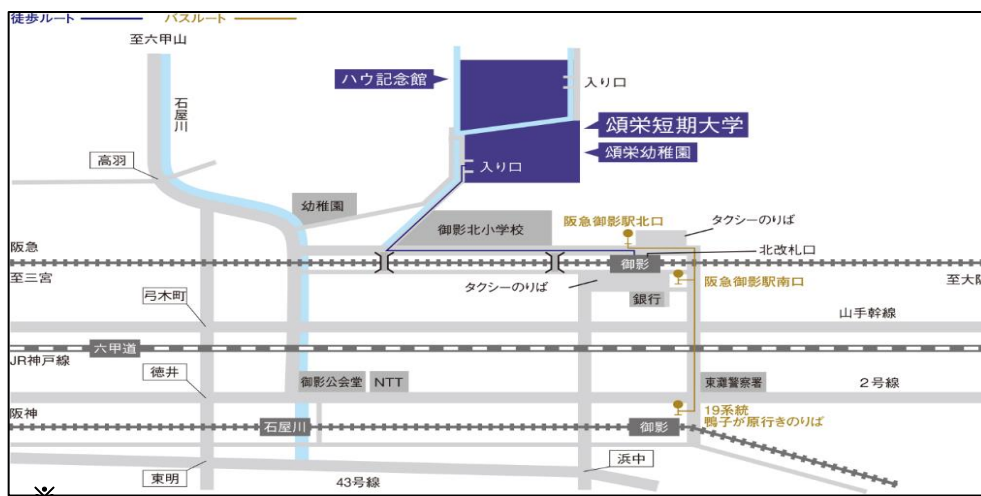 徒歩ルート
バスルート
至六甲山
石屋川
高羽
ハウ記念館
入り口
頌栄短期大学
頌栄幼稚園
入り口
幼稚園
御影北小学校
阪急御影駅北口
タクシーのりば
阪急
北改札口
御影
至三宮
タクシーのりば
阪急御影駅南口
至大阪
銀行
弓木町
山手幹線
六甲道
JR神戸線
徳井
御影公会堂
NTT
東灘警察署
2号線
阪神
石屋川
御影
19系統
鴨子が原行きのりば
東明
43号線
浜中
※